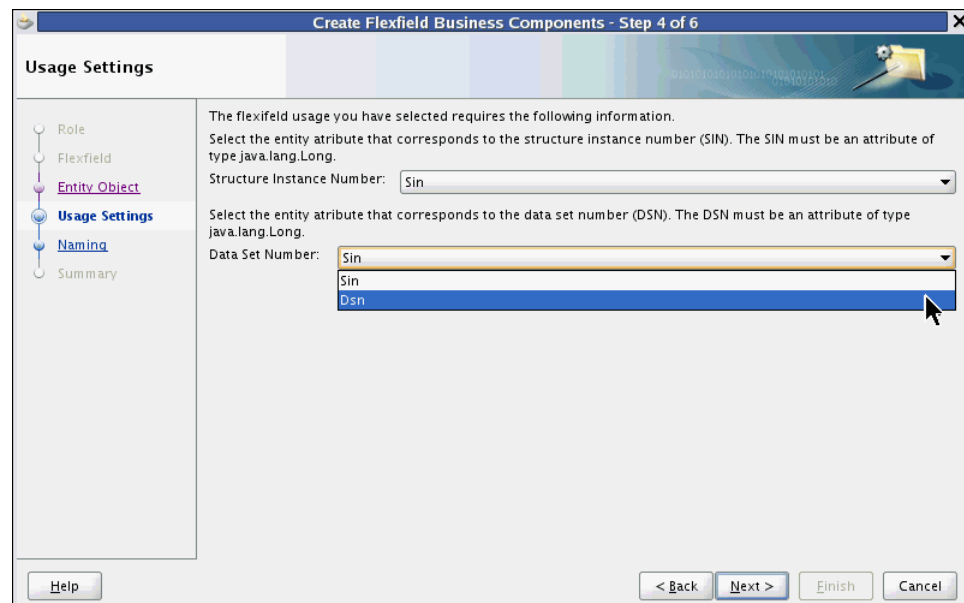 Create Flexfield Business Components - Step 4 of 6
Usage Settings
Role
Flexfield
Entity Object
Usage Settings
Naming
Summary
The flexifeld usage you have selected requires the following information.
Select the entity atribute that corresponds to the structure instance number (SIN). The SIN must be an attribute of
type java.lang.Long.
Structure Instance Number: Sin
Select the entity atribute that corresponds to the data set number (DSN). The DSN must be an attribute of type
java.lang.Long.
Data Set Number: Sin
Sin
Dsn
Help
< Back Next > Finish Cancel